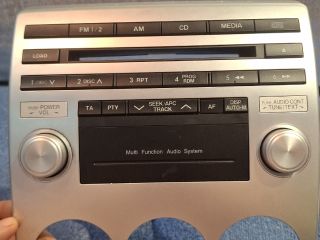 FM 1/2 AM CD MEDIA
LOAD
1 DISC ∨ 2 DISC ∧ 3 RPT 4 PROG RDM 5 ◄◄ 6 ►►
PUSH POWER
VOL
TA PTY SEEK/APC TRACK AF DISP AUTO-M
PUSH AUDIO CONT
TUNE/TEXT
Multi Function Audio System